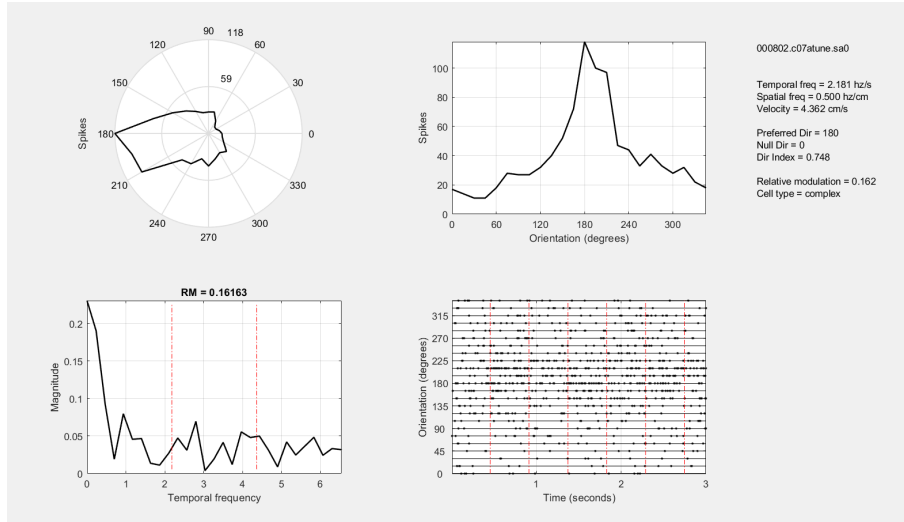 90 118
120 60
59
150 30
180 0
210 330
240 300
270
Spikes
100
80
60
40
20
0
0 60 120 180 240 300
Spikes
Orientation (degrees)
000802.c07atune.sa0
Temporal freq = 2.181 hz/s
Spatial freq = 0.500 hz/cm
Velocity = 4.362 cm/s
Preferred Dir = 180
Null Dir = 0
Dir Index = 0.748
Relative modulation = 0.162
Cell type = complex
RM = 0.16163
0.2
0.15
0.1
0.05
0
0 1 2 3 4 5 6
Magnitude
Temporal frequency
315
270
225
180
135
90
45
0
1 2 3
Orientation (degrees)
Time (seconds)